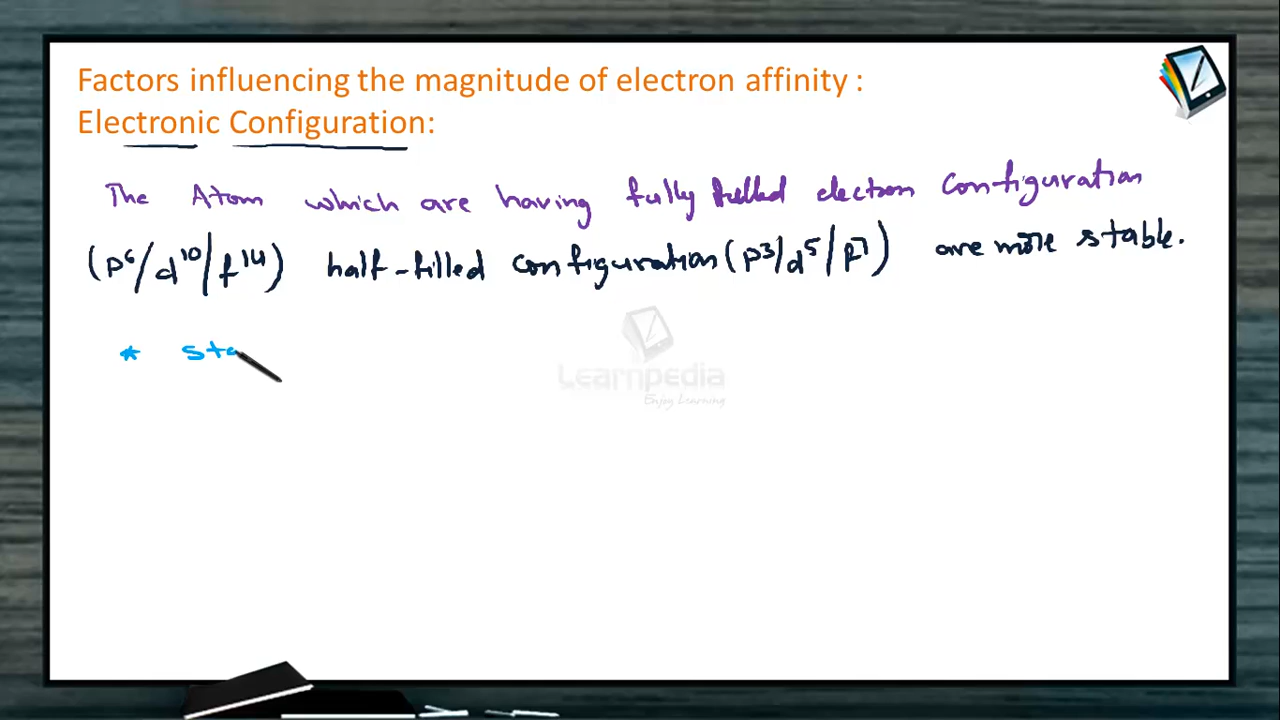 Factors influencing the magnitude of electron affinity :
Electronic Configuration:
The Atom which are having fully filled electron configuration
(p⁶/d¹⁰/f¹⁴) half-filled configuration (p³/d⁵/f⁷) are more stable.
* sta
Learnpedia
Enjoy Learning